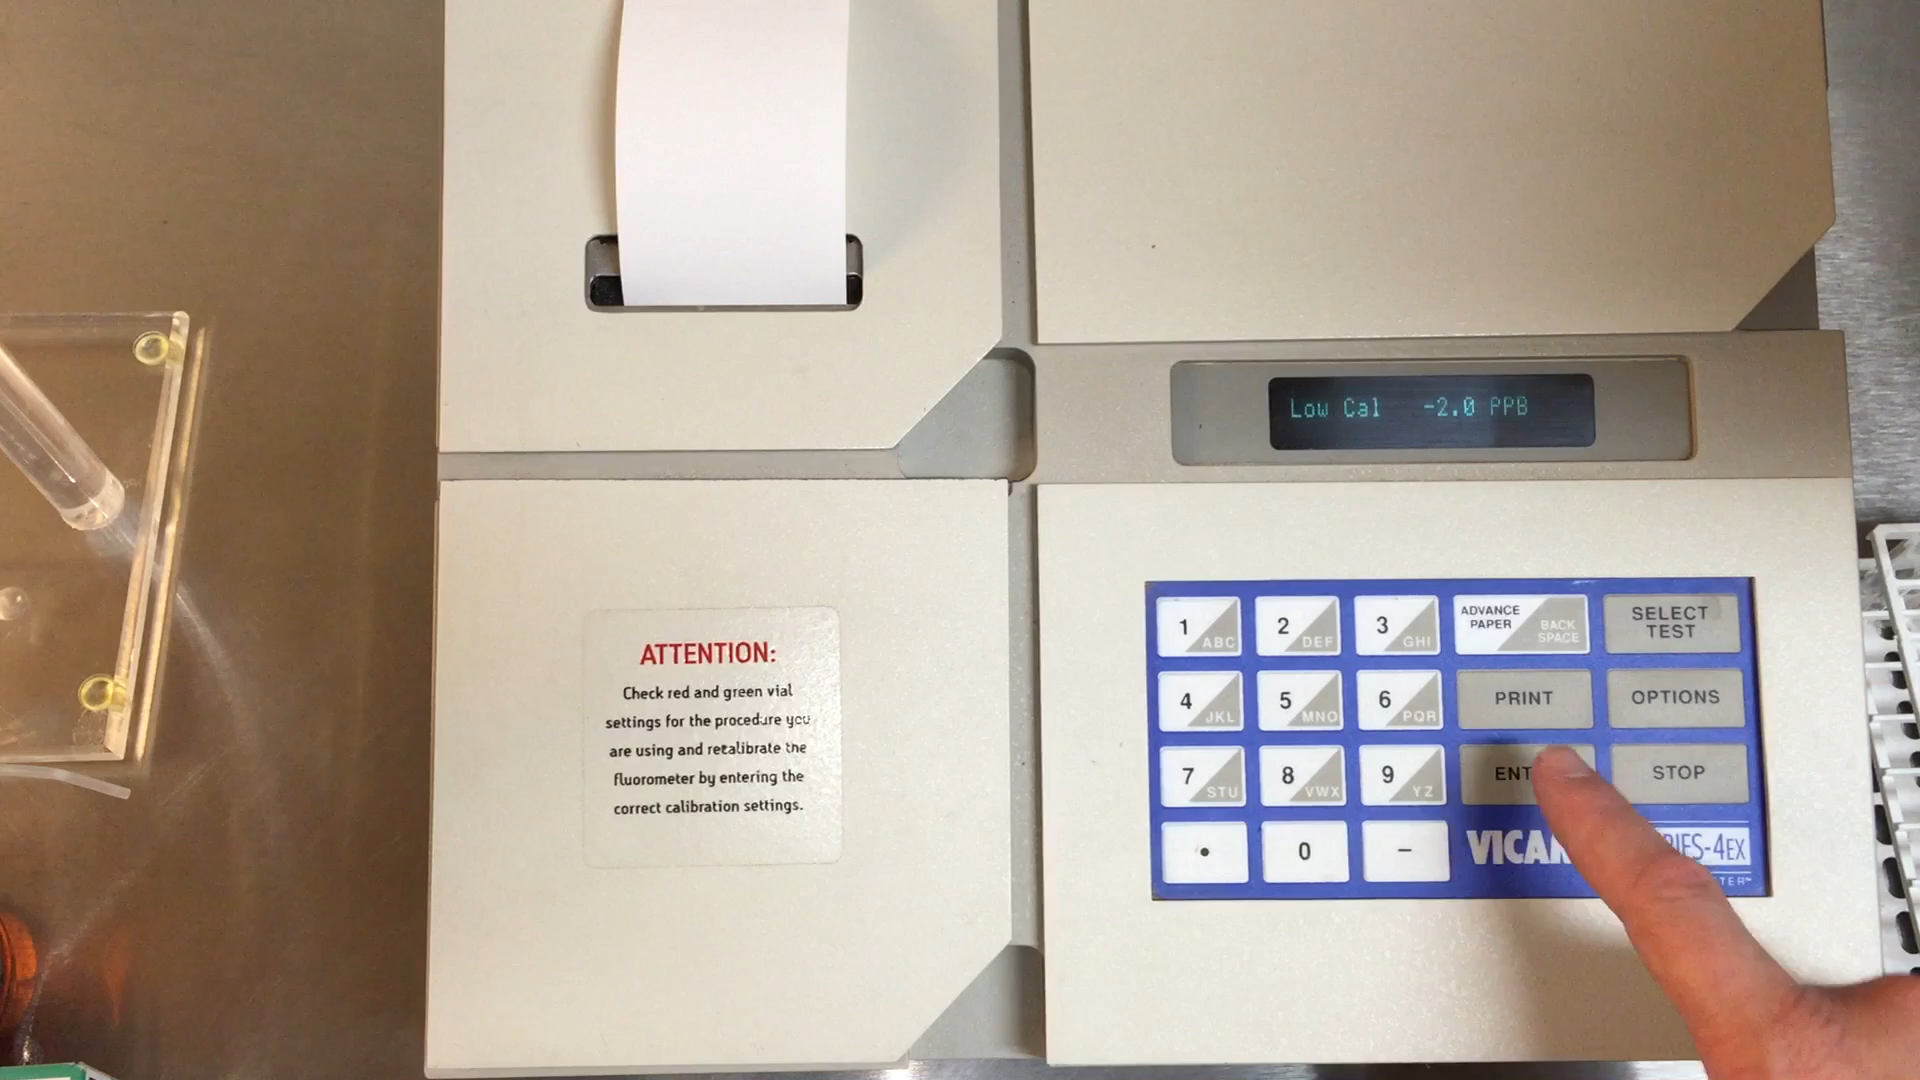 Low Cal -2.0 PPB
ATTENTION:
Check red and green vial
settings for the procedure you
are using and recalibrate the
fluorometer by entering the
correct calibration settings.
1 ABC 2 DEF 3 GHI ADVANCE PAPER BACK SPACE SELECT TEST
4 JKL 5 MNO 6 PQR PRINT OPTIONS
7 STU 8 VWX 9 YZ ENT STOP
• 0 – VICA RIES-4EX
TER™